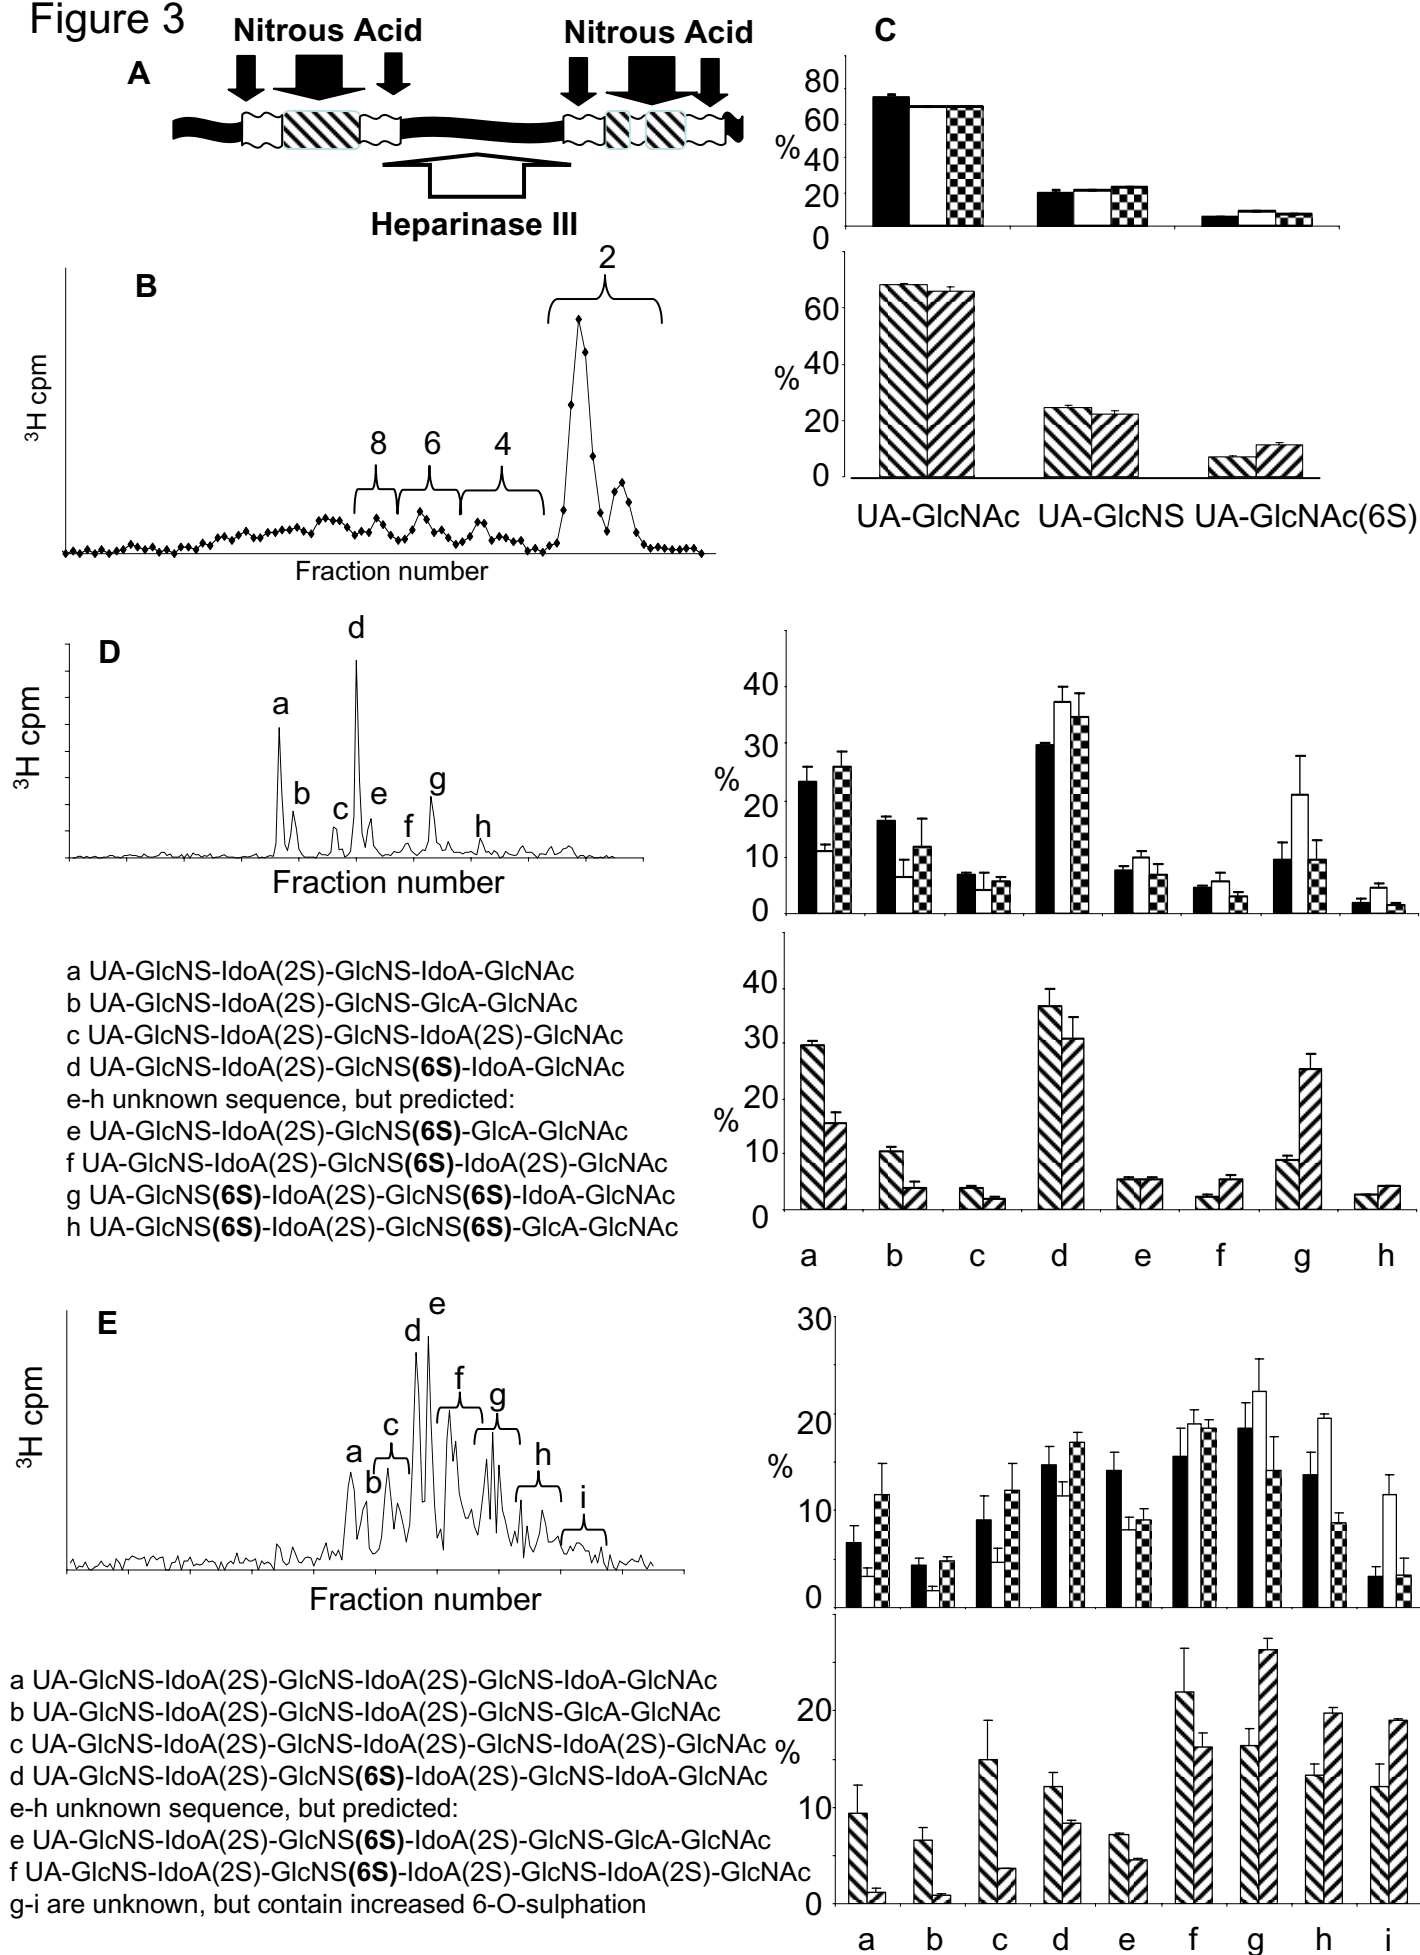 Figure 3
Nitrous Acid
Nitrous Acid
A
Heparinase III
B
2
8
6
4
³H cpm
Fraction number
C
80
60
40
20
0
%
60
40
20
0
%
UA-GlcNAc UA-GlcNS UA-GlcNAc(6S)
D
d
a
b
c
e
f
g
h
³H cpm
Fraction number
40
30
20
10
0
%
a UA-GlcNS-IdoA(2S)-GlcNS-IdoA-GlcNAc
b UA-GlcNS-IdoA(2S)-GlcNS-GlcA-GlcNAc
c UA-GlcNS-IdoA(2S)-GlcNS-IdoA(2S)-GlcNAc
d UA-GlcNS-IdoA(2S)-GlcNS(6S)-IdoA-GlcNAc
e-h unknown sequence, but predicted:
e UA-GlcNS-IdoA(2S)-GlcNS(6S)-GlcA-GlcNAc
f UA-GlcNS-IdoA(2S)-GlcNS(6S)-IdoA(2S)-GlcNAc
g UA-GlcNS(6S)-IdoA(2S)-GlcNS(6S)-IdoA-GlcNAc
h UA-GlcNS(6S)-IdoA(2S)-GlcNS(6S)-GlcA-GlcNAc
40
30
20
10
0
%
a b c d e f g h
E
a
b
c
d
e
f
g
h
i
³H cpm
Fraction number
30
20
10
0
%
a UA-GlcNS-IdoA(2S)-GlcNS-IdoA(2S)-GlcNS-IdoA-GlcNAc
b UA-GlcNS-IdoA(2S)-GlcNS-IdoA(2S)-GlcNS-GlcA-GlcNAc
c UA-GlcNS-IdoA(2S)-GlcNS-IdoA(2S)-GlcNS-IdoA(2S)-GlcNAc
d UA-GlcNS-IdoA(2S)-GlcNS(6S)-IdoA(2S)-GlcNS-IdoA-GlcNAc
e-h unknown sequence, but predicted:
e UA-GlcNS-IdoA(2S)-GlcNS(6S)-IdoA(2S)-GlcNS-GlcA-GlcNAc
f UA-GlcNS-IdoA(2S)-GlcNS(6S)-IdoA(2S)-GlcNS-IdoA(2S)-GlcNAc
g-i are unknown, but contain increased 6-O-sulphation
20
10
0
%
a b c d e f g h i